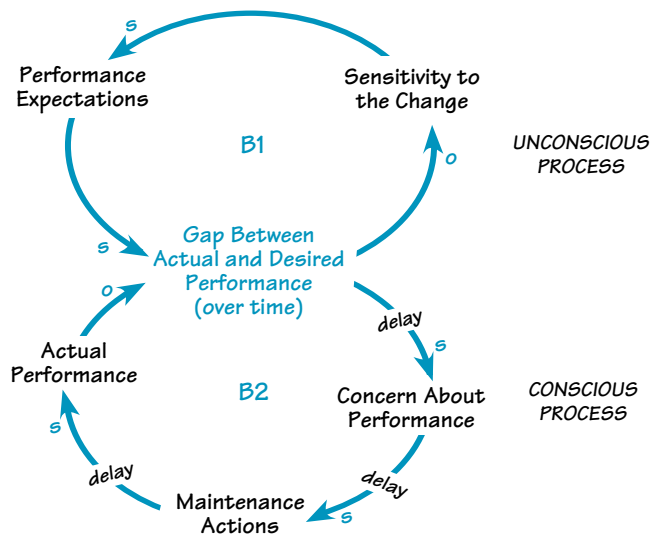 s
Performance
Expectations
Sensitivity to
the Change
B1
UNCONSCIOUS
PROCESS
o
s
Gap Between
Actual and Desired
Performance
(over time)
o
delay
s
Actual
Performance
B2
Concern About
Performance
CONSCIOUS
PROCESS
s
delay
delay
Maintenance
Actions
s